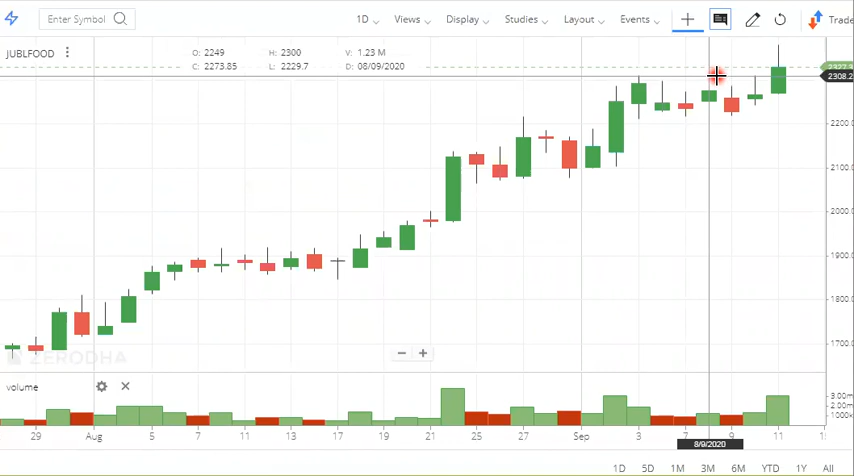 Enter Symbol
1D Views Display Studies Layout Events Trade
JUBLFOOD
O: 2249 H: 2300 V: 1.23 M
C: 2273.85 L: 2229.7 D: 08/09/2020
2308.2
2200.
2100.
2000.
1900.
1800.
1700.
ZERODHA
volume
3.00m
2.00m
1000k
29 Aug 5 7 11 13 17 19 21 25 27 Sep 3 7 9 11
8/9/2020
1D 5D 1M 3M 6M YTD 1Y All